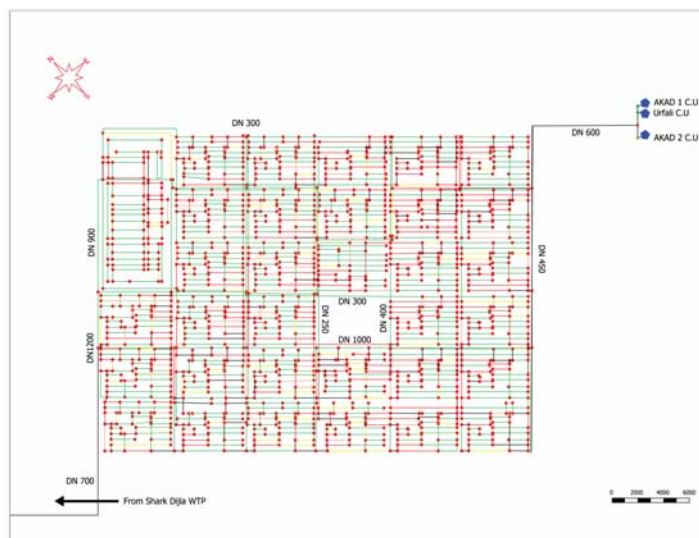 N
E
W
S
AKAD 1 C.U
Urfali C.U
AKAD 2 C.U
DN 600
DN 300
DN 900
DN 450
DN 300
DN 250
DN 400
DN 1000
DN1200
DN 700
From Shark Dijla WTP
0 2000 4000 6000